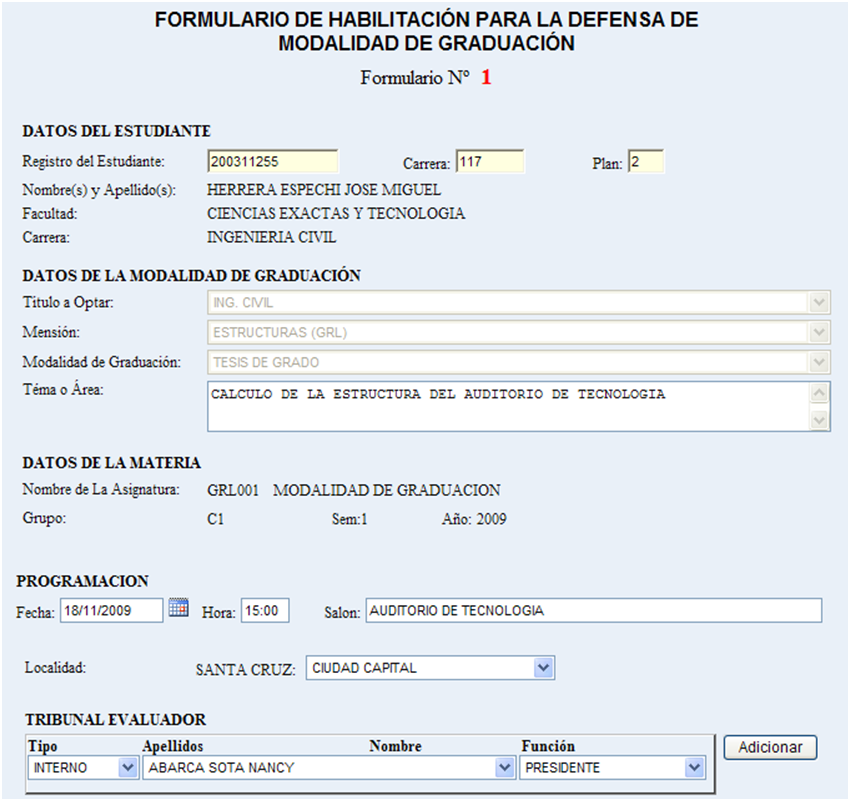 FORMULARIO DE HABILITACIÓN PARA LA DEFENSA DE
MODALIDAD DE GRADUACIÓN
Formulario Nº 1
DATOS DEL ESTUDIANTE
Registro del Estudiante: 200311255 Carrera: 117 Plan: 2
Nombre(s) y Apellido(s): HERRERA ESPECHI JOSE MIGUEL
Facultad: CIENCIAS EXACTAS Y TECNOLOGIA
Carrera: INGENIERIA CIVIL
DATOS DE LA MODALIDAD DE GRADUACIÓN
Titulo a Optar: ING. CIVIL
Mensión: ESTRUCTURAS (GRL)
Modalidad de Graduación: TESIS DE GRADO
Téma o Área: CALCULO DE LA ESTRUCTURA DEL AUDITORIO DE TECNOLOGIA
DATOS DE LA MATERIA
Nombre de La Asignatura: GRL001 MODALIDAD DE GRADUACION
Grupo: C1 Sem:1 Año: 2009
PROGRAMACION
Fecha: 18/11/2009 Hora: 15:00 Salon: AUDITORIO DE TECNOLOGIA
Localidad: SANTA CRUZ: CIUDAD CAPITAL
TRIBUNAL EVALUADOR
Tipo Apellidos Nombre Función
INTERNO ABARCA SOTA NANCY PRESIDENTE Adicionar